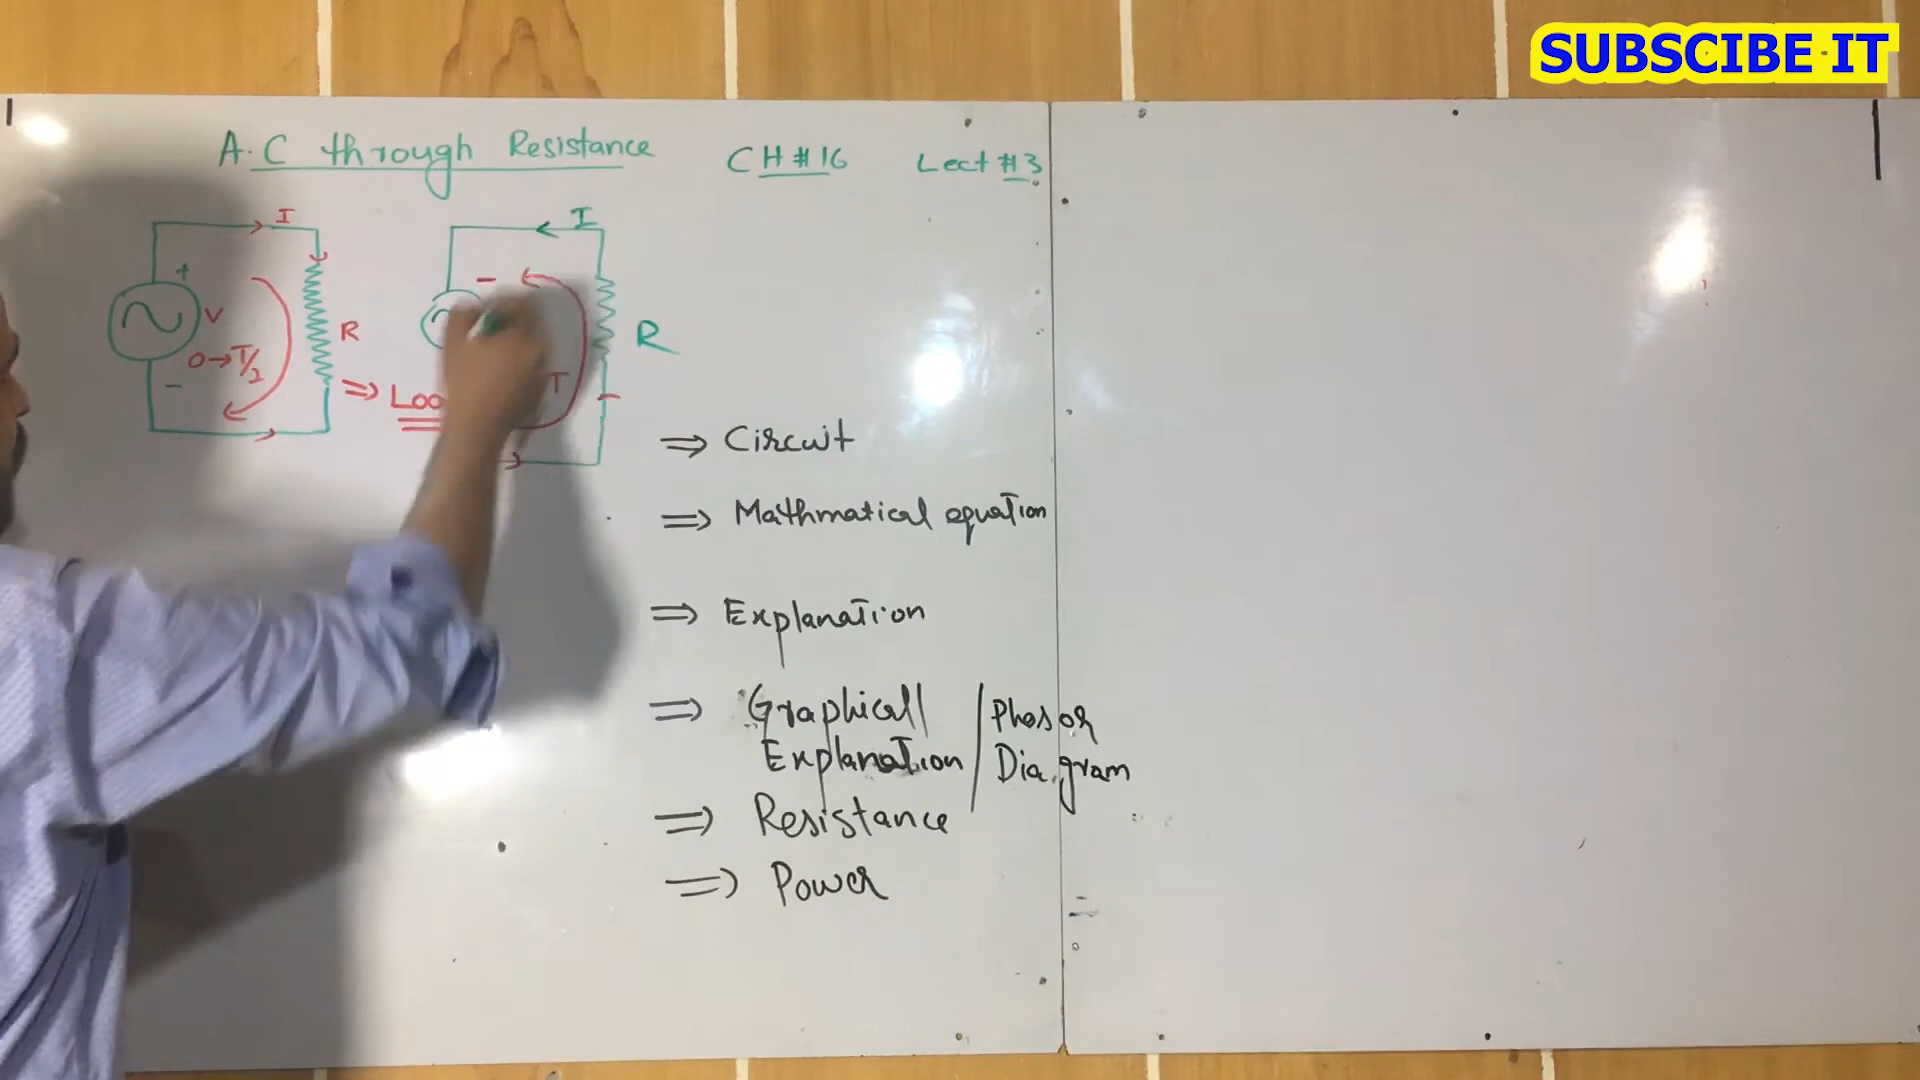 SUBSCIBE IT
A.C through Resistance CH #16 Lect #3
I
+
V
0→T/2
R
-
⇒ Loo
I
-
T
R
⇒ Circuit
⇒ Mathmatical equation
⇒ Explanation
⇒ Graphicall / Phasor
Explanation / Diagram
⇒ Resistance
⇒ Power